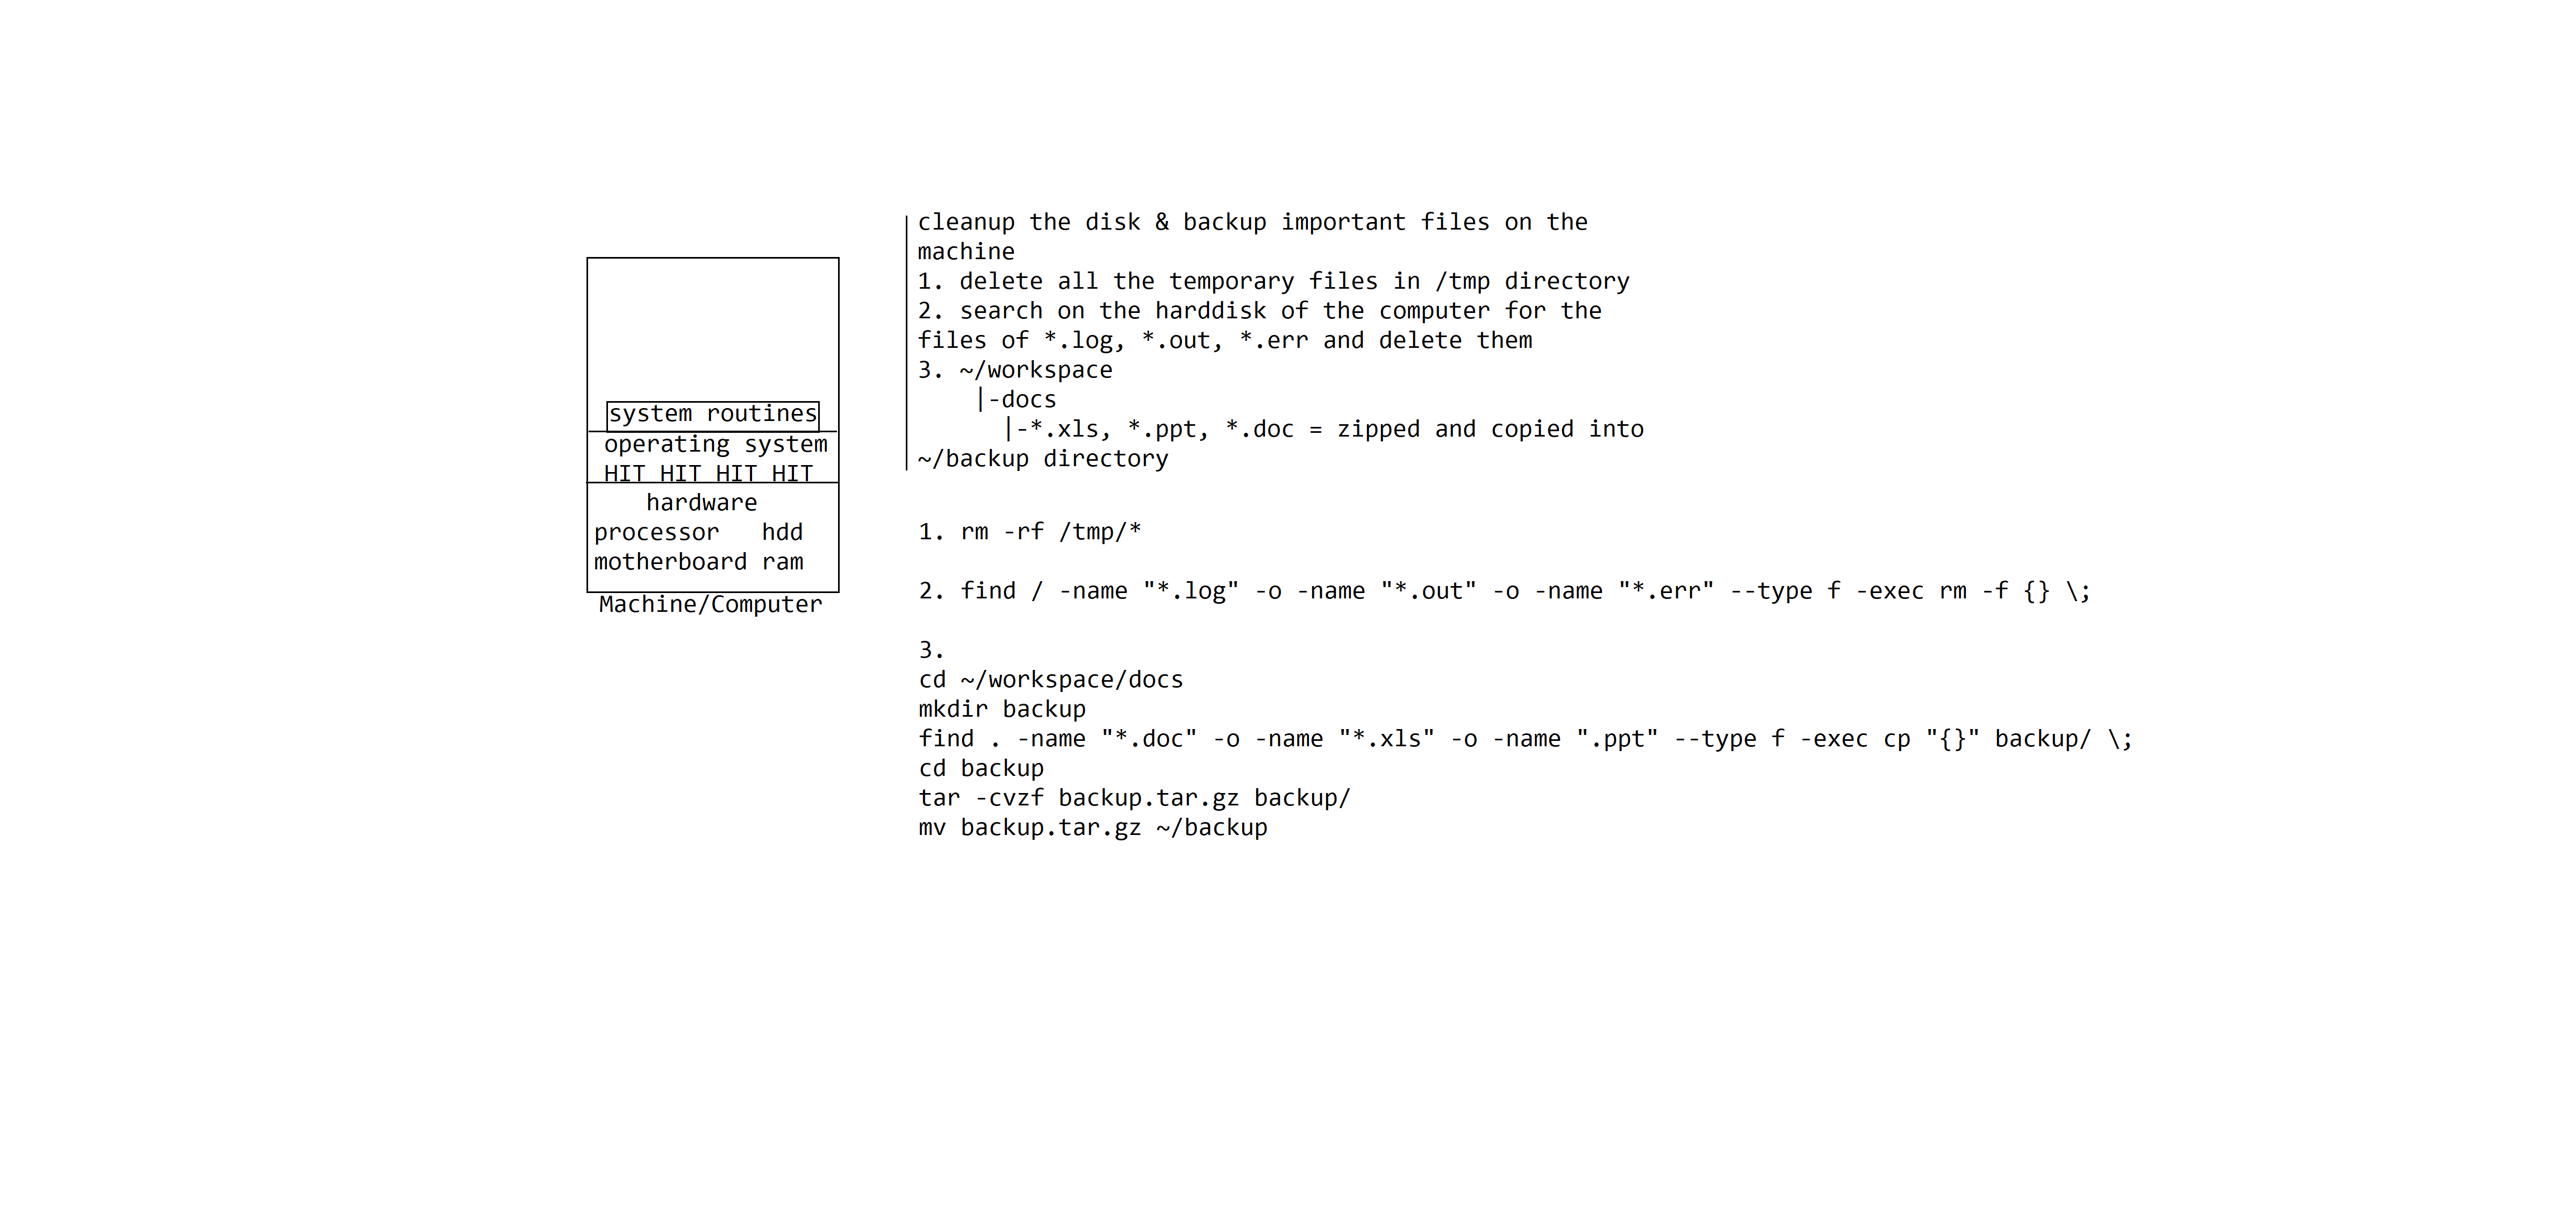 system routines
operating system
HIT HIT HIT HIT
hardware
processor   hdd
motherboard ram
Machine/Computer
cleanup the disk & backup important files on the
machine
1. delete all the temporary files in /tmp directory
2. search on the harddisk of the computer for the
files of *.log, *.out, *.err and delete them
3. ~/workspace
    |-docs
      |-*.xls, *.ppt, *.doc = zipped and copied into
~/backup directory
1. rm -rf /tmp/*
2. find / -name "*.log" -o -name "*.out" -o -name "*.err" --type f -exec rm -f {} \;
3.
cd ~/workspace/docs
mkdir backup
find . -name "*.doc" -o -name "*.xls" -o -name ".ppt" --type f -exec cp "{}" backup/ \;
cd backup
tar -cvzf backup.tar.gz backup/
mv backup.tar.gz ~/backup